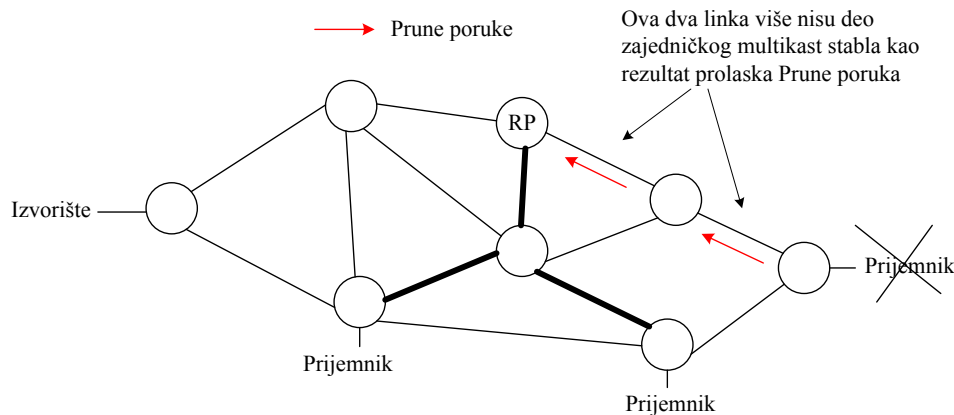 Prune poruke
Ova dva linka više nisu deo
zajedničkog multikast stabla kao
rezultat prolaska Prune poruka
RP
Izvorište
Prijemnik
Prijemnik
Prijemnik